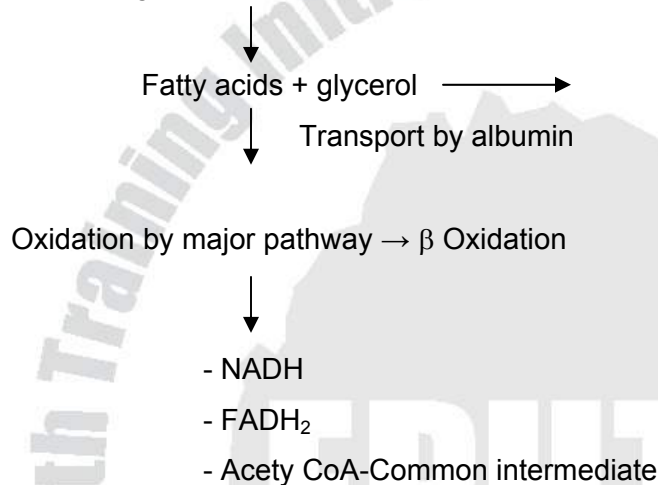 Fatty acids + glycerol
Transport by albumin
Oxidation by major pathway → β Oxidation
- NADH
- FADH₂
- Acety CoA-Common intermediate